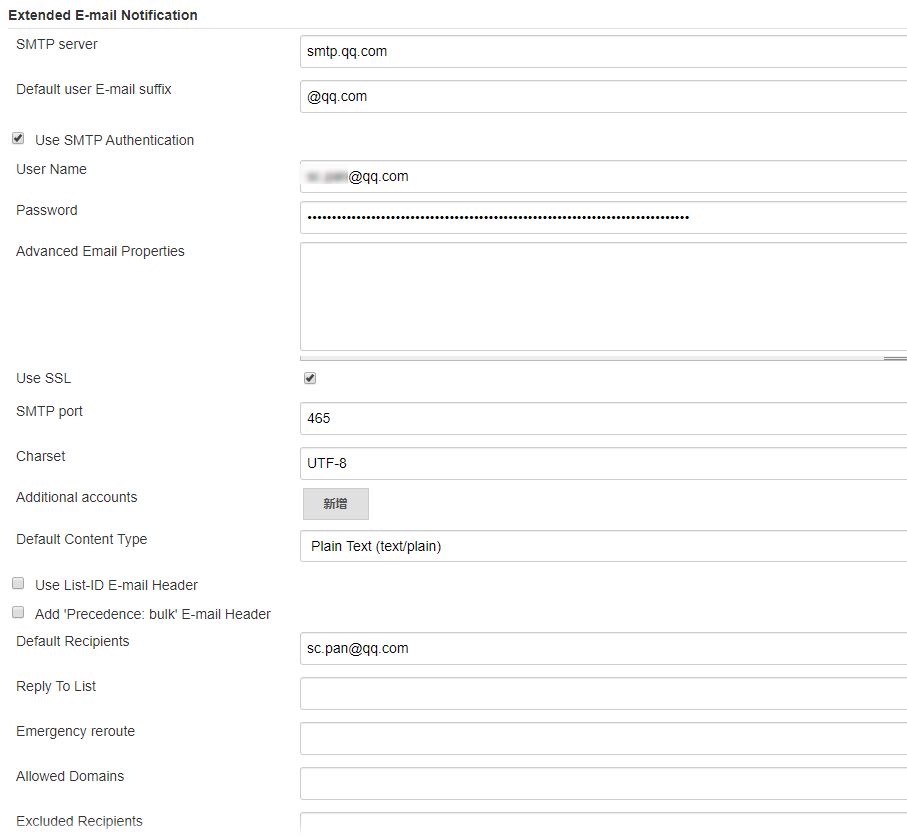 Extended E-mail Notification
SMTP server
smtp.qq.com
Default user E-mail suffix
@qq.com
Use SMTP Authentication
User Name
@qq.com
Password
Advanced Email Properties
Use SSL
SMTP port
465
Charset
UTF-8
Additional accounts
新增
Default Content Type
Plain Text (text/plain)
Use List-ID E-mail Header
Add 'Precedence: bulk' E-mail Header
Default Recipients
sc.pan@qq.com
Reply To List
Emergency reroute
Allowed Domains
Excluded Recipients